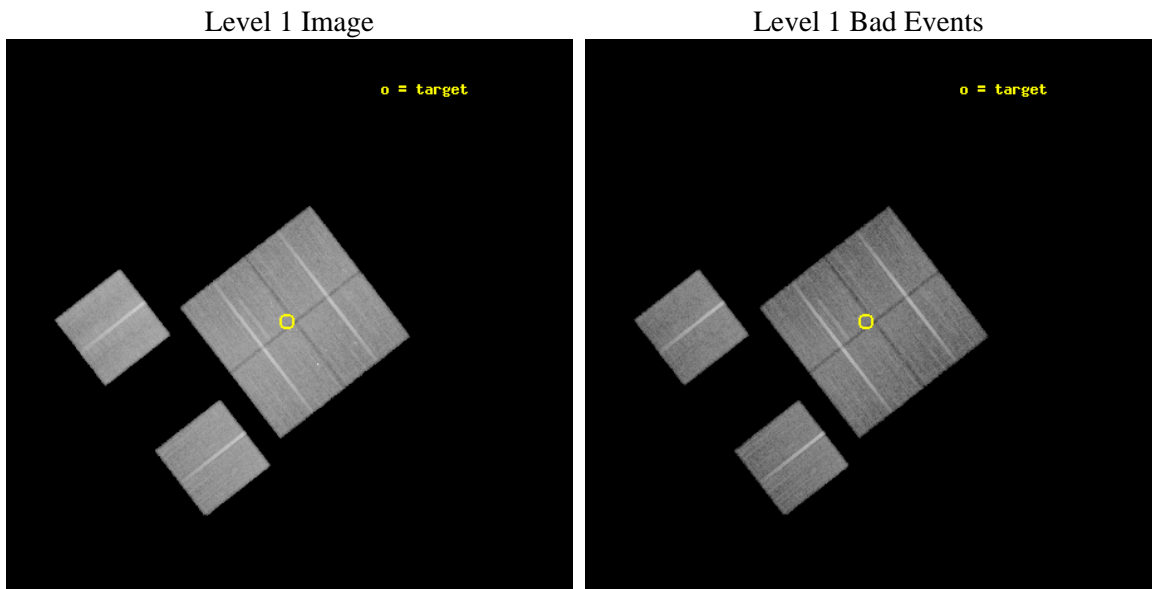 Level 1 Image
Level 1 Bad Events
o = target
o = target